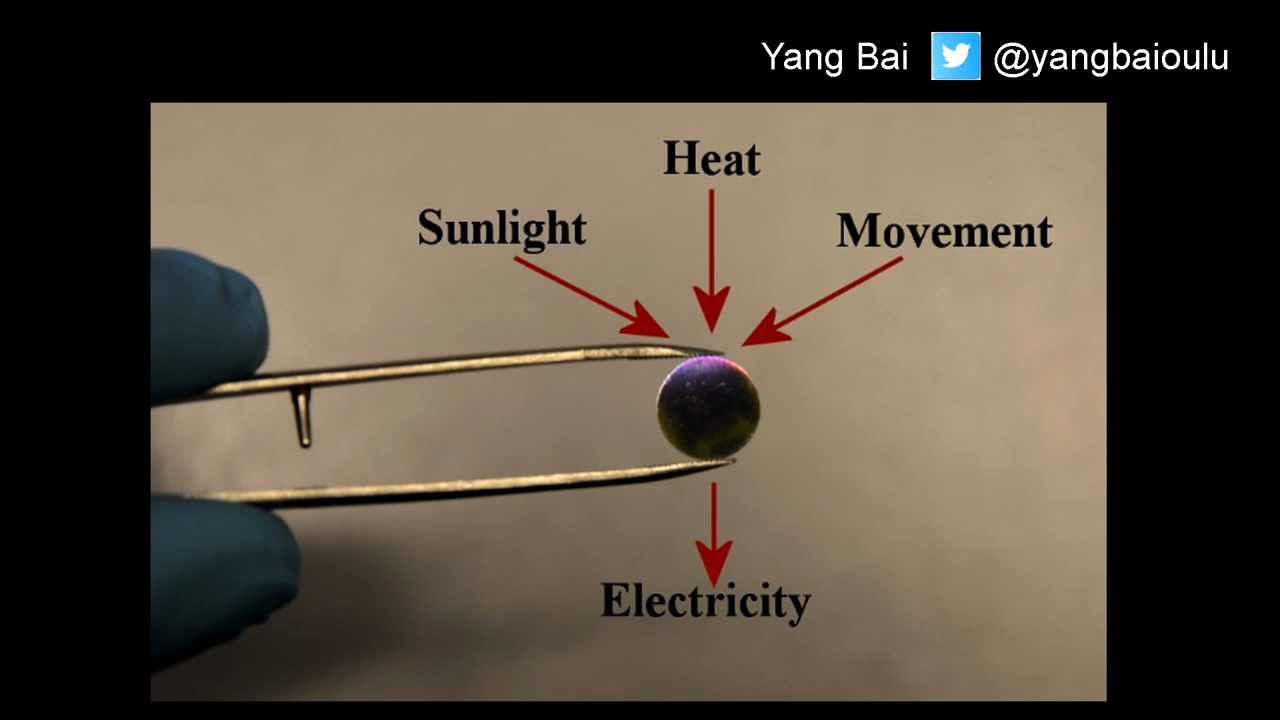 Yang Bai @yangbaioulu
Heat
Sunlight
Movement
Electricity